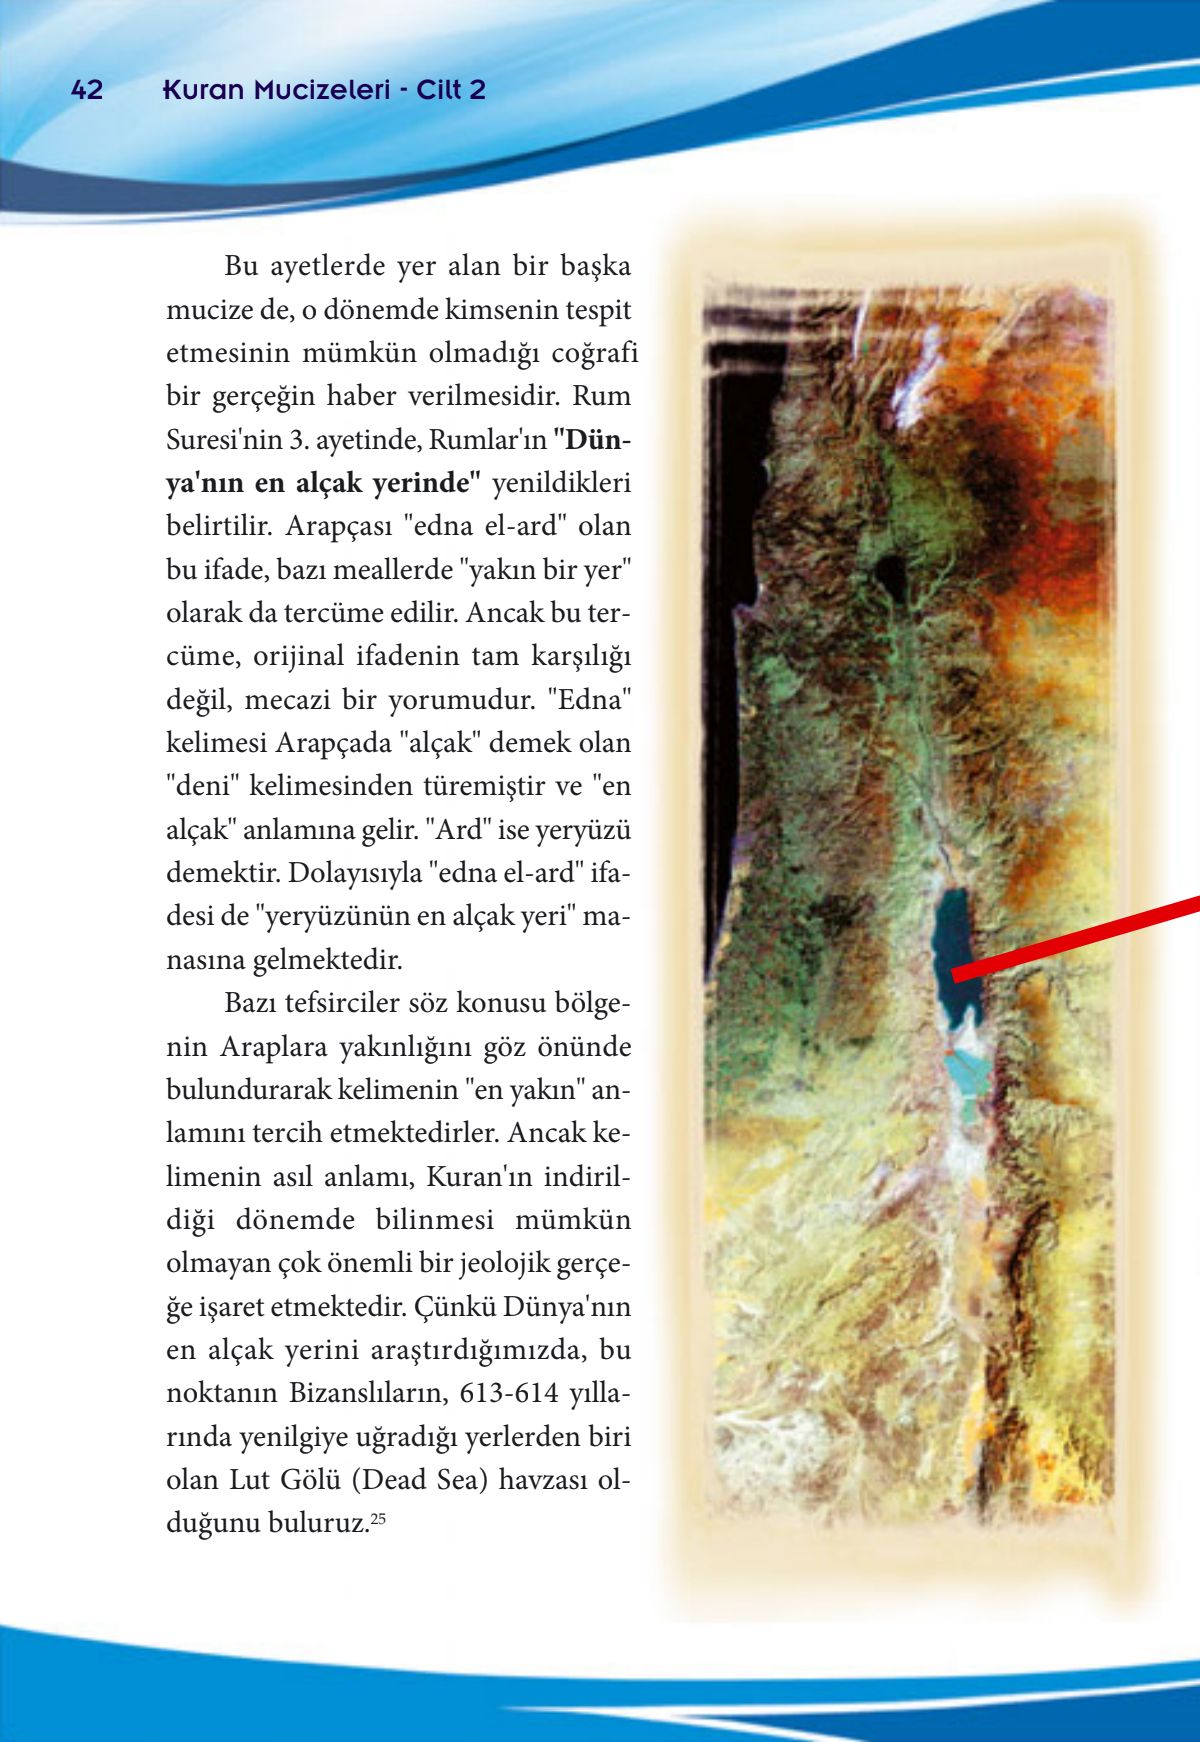 42 Kuran Mucizeleri - Cilt 2
Bu ayetlerde yer alan bir başka
mucize de, o dönemde kimsenin tespit
etmesinin mümkün olmadığı coğrafi
bir gerçeğin haber verilmesidir. Rum
Suresi'nin 3. ayetinde, Rumlar'ın "Dün-
ya'nın en alçak yerinde" yenildikleri
belirtilir. Arapçası "edna el-ard" olan
bu ifade, bazı meallerde "yakın bir yer"
olarak da tercüme edilir. Ancak bu ter-
cüme, orijinal ifadenin tam karşılığı
değil, mecazi bir yorumudur. "Edna"
kelimesi Arapçada "alçak" demek olan
"deni" kelimesinden türemiştir ve "en
alçak" anlamına gelir. "Ard" ise yeryüzü
demektir. Dolayısıyla "edna el-ard" ifa-
desi de "yeryüzünün en alçak yeri" ma-
nasına gelmektedir.
Bazı tefsirciler söz konusu bölge-
nin Araplara yakınlığını göz önünde
bulundurarak kelimenin "en yakın" an-
lamını tercih etmektedirler. Ancak ke-
limenin asıl anlamı, Kuran'ın indiril-
diği dönemde bilinmesi mümkün
olmayan çok önemli bir jeolojik gerçe-
ğe işaret etmektedir. Çünkü Dünya'nın
en alçak yerini araştırdığımızda, bu
noktanın Bizanslıların, 613-614 yılla-
rında yenilgiye uğradığı yerlerden biri
olan Lut Gölü (Dead Sea) havzası ol-
duğunu buluruz.25